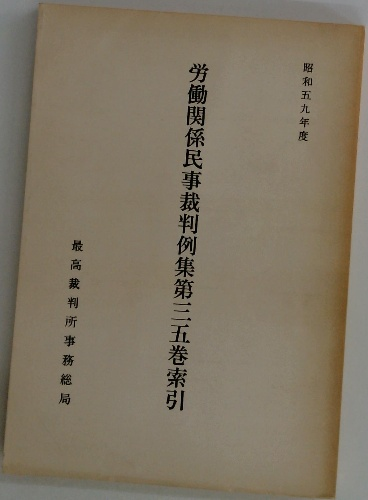 昭和五九年度
労働関係民事裁判例集第三五巻索引
最高裁判所事務総局